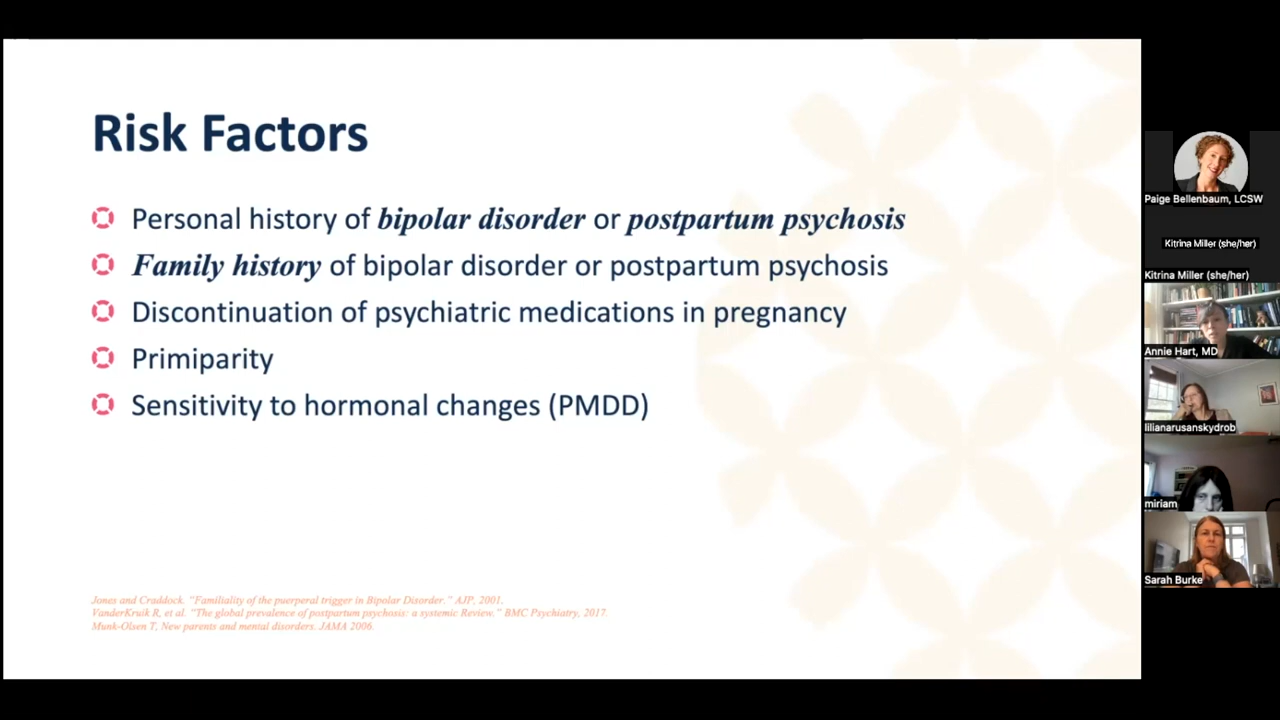 Risk Factors
Personal history of bipolar disorder or postpartum psychosis
Family history of bipolar disorder or postpartum psychosis
Discontinuation of psychiatric medications in pregnancy
Primiparity
Sensitivity to hormonal changes (PMDD)
Jones and Craddock. “Familiality of the puerperal trigger in Bipolar Disorder.” AJP, 2001.
VanderKruik R, et al. “The global prevalence of postpartum psychosis: a systemic Review.” BMC Psychiatry, 2017.
Munk-Olsen T, New parents and mental disorders. JAMA 2006.
Paige Bellenbaum, LCSW
Kitrina Miller (she/her)
Kitrina Miller (she/her)
Annie Hart, MD
lilianarusanskydrob
miriam
Sarah Burke